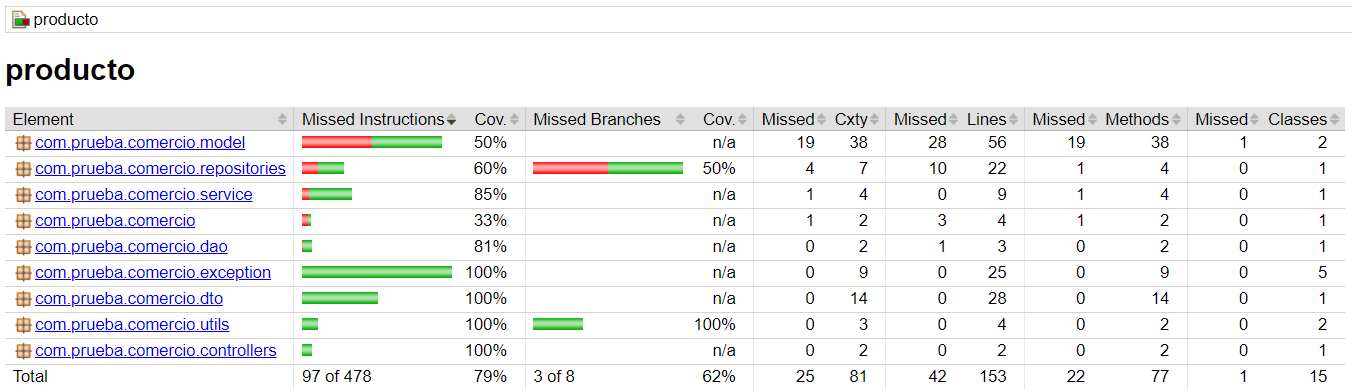 producto
producto
Element Missed Instructions Cov. Missed Branches Cov. Missed Cxty Missed Lines Missed Methods Missed Classes
com.prueba.comercio.model 50% n/a 19 38 28 56 19 38 1 2
com.prueba.comercio.repositories 60% 50% 4 7 10 22 1 4 0 1
com.prueba.comercio.service 85% n/a 1 4 0 9 1 4 0 1
com.prueba.comercio 33% n/a 1 2 3 4 1 2 0 1
com.prueba.comercio.dao 81% n/a 0 2 1 3 0 2 0 1
com.prueba.comercio.exception 100% n/a 0 9 0 25 0 9 0 5
com.prueba.comercio.dto 100% n/a 0 14 0 28 0 14 0 1
com.prueba.comercio.utils 100% 100% 0 3 0 4 0 2 0 2
com.prueba.comercio.controllers 100% n/a 0 2 0 2 0 2 0 1
Total 97 of 478 79% 3 of 8 62% 25 81 42 153 22 77 1 15